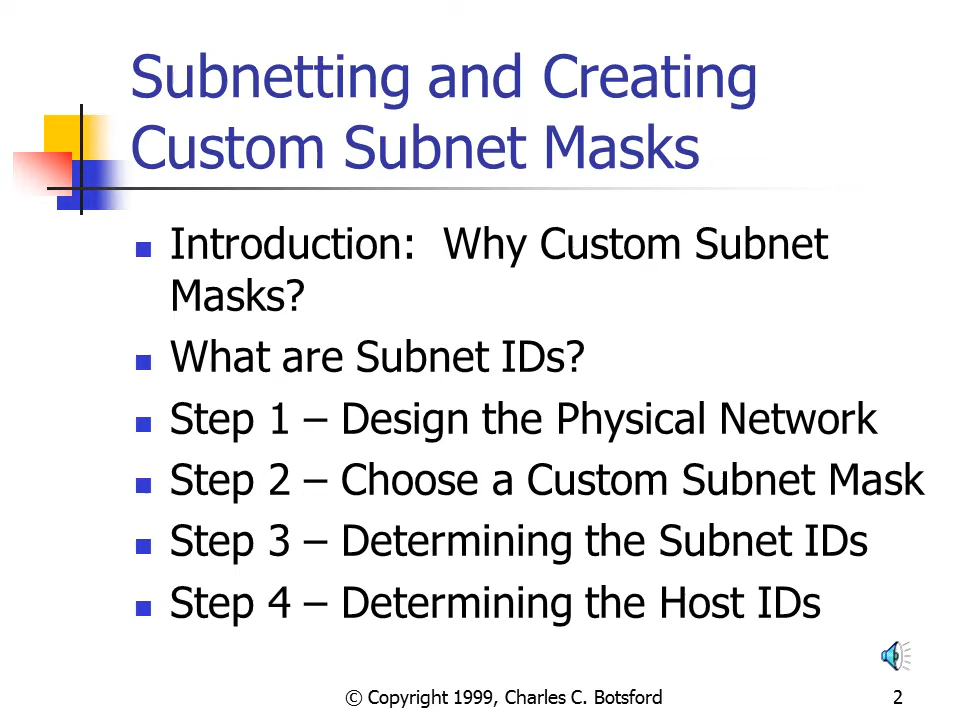 Subnetting and Creating
Custom Subnet Masks
Introduction:  Why Custom Subnet
Masks?
What are Subnet IDs?
Step 1 – Design the Physical Network
Step 2 – Choose a Custom Subnet Mask
Step 3 – Determining the Subnet IDs
Step 4 – Determining the Host IDs
© Copyright 1999, Charles C. Botsford
2